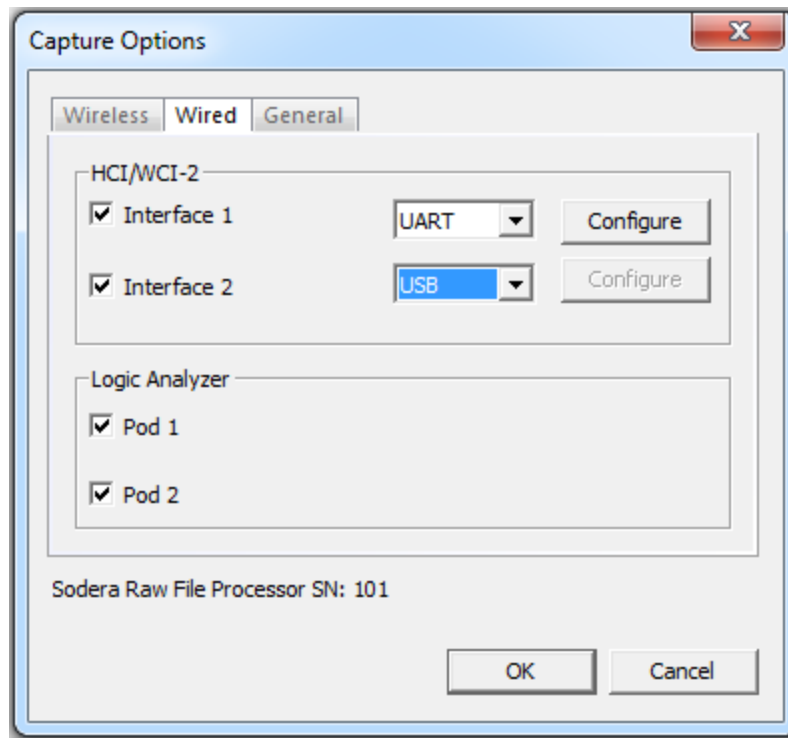 Capture Options
Wireless Wired General
HCI/WCI-2
Interface 1 UART Configure
Interface 2 USB Configure
Logic Analyzer
Pod 1
Pod 2
Sodera Raw File Processor SN: 101
OK Cancel